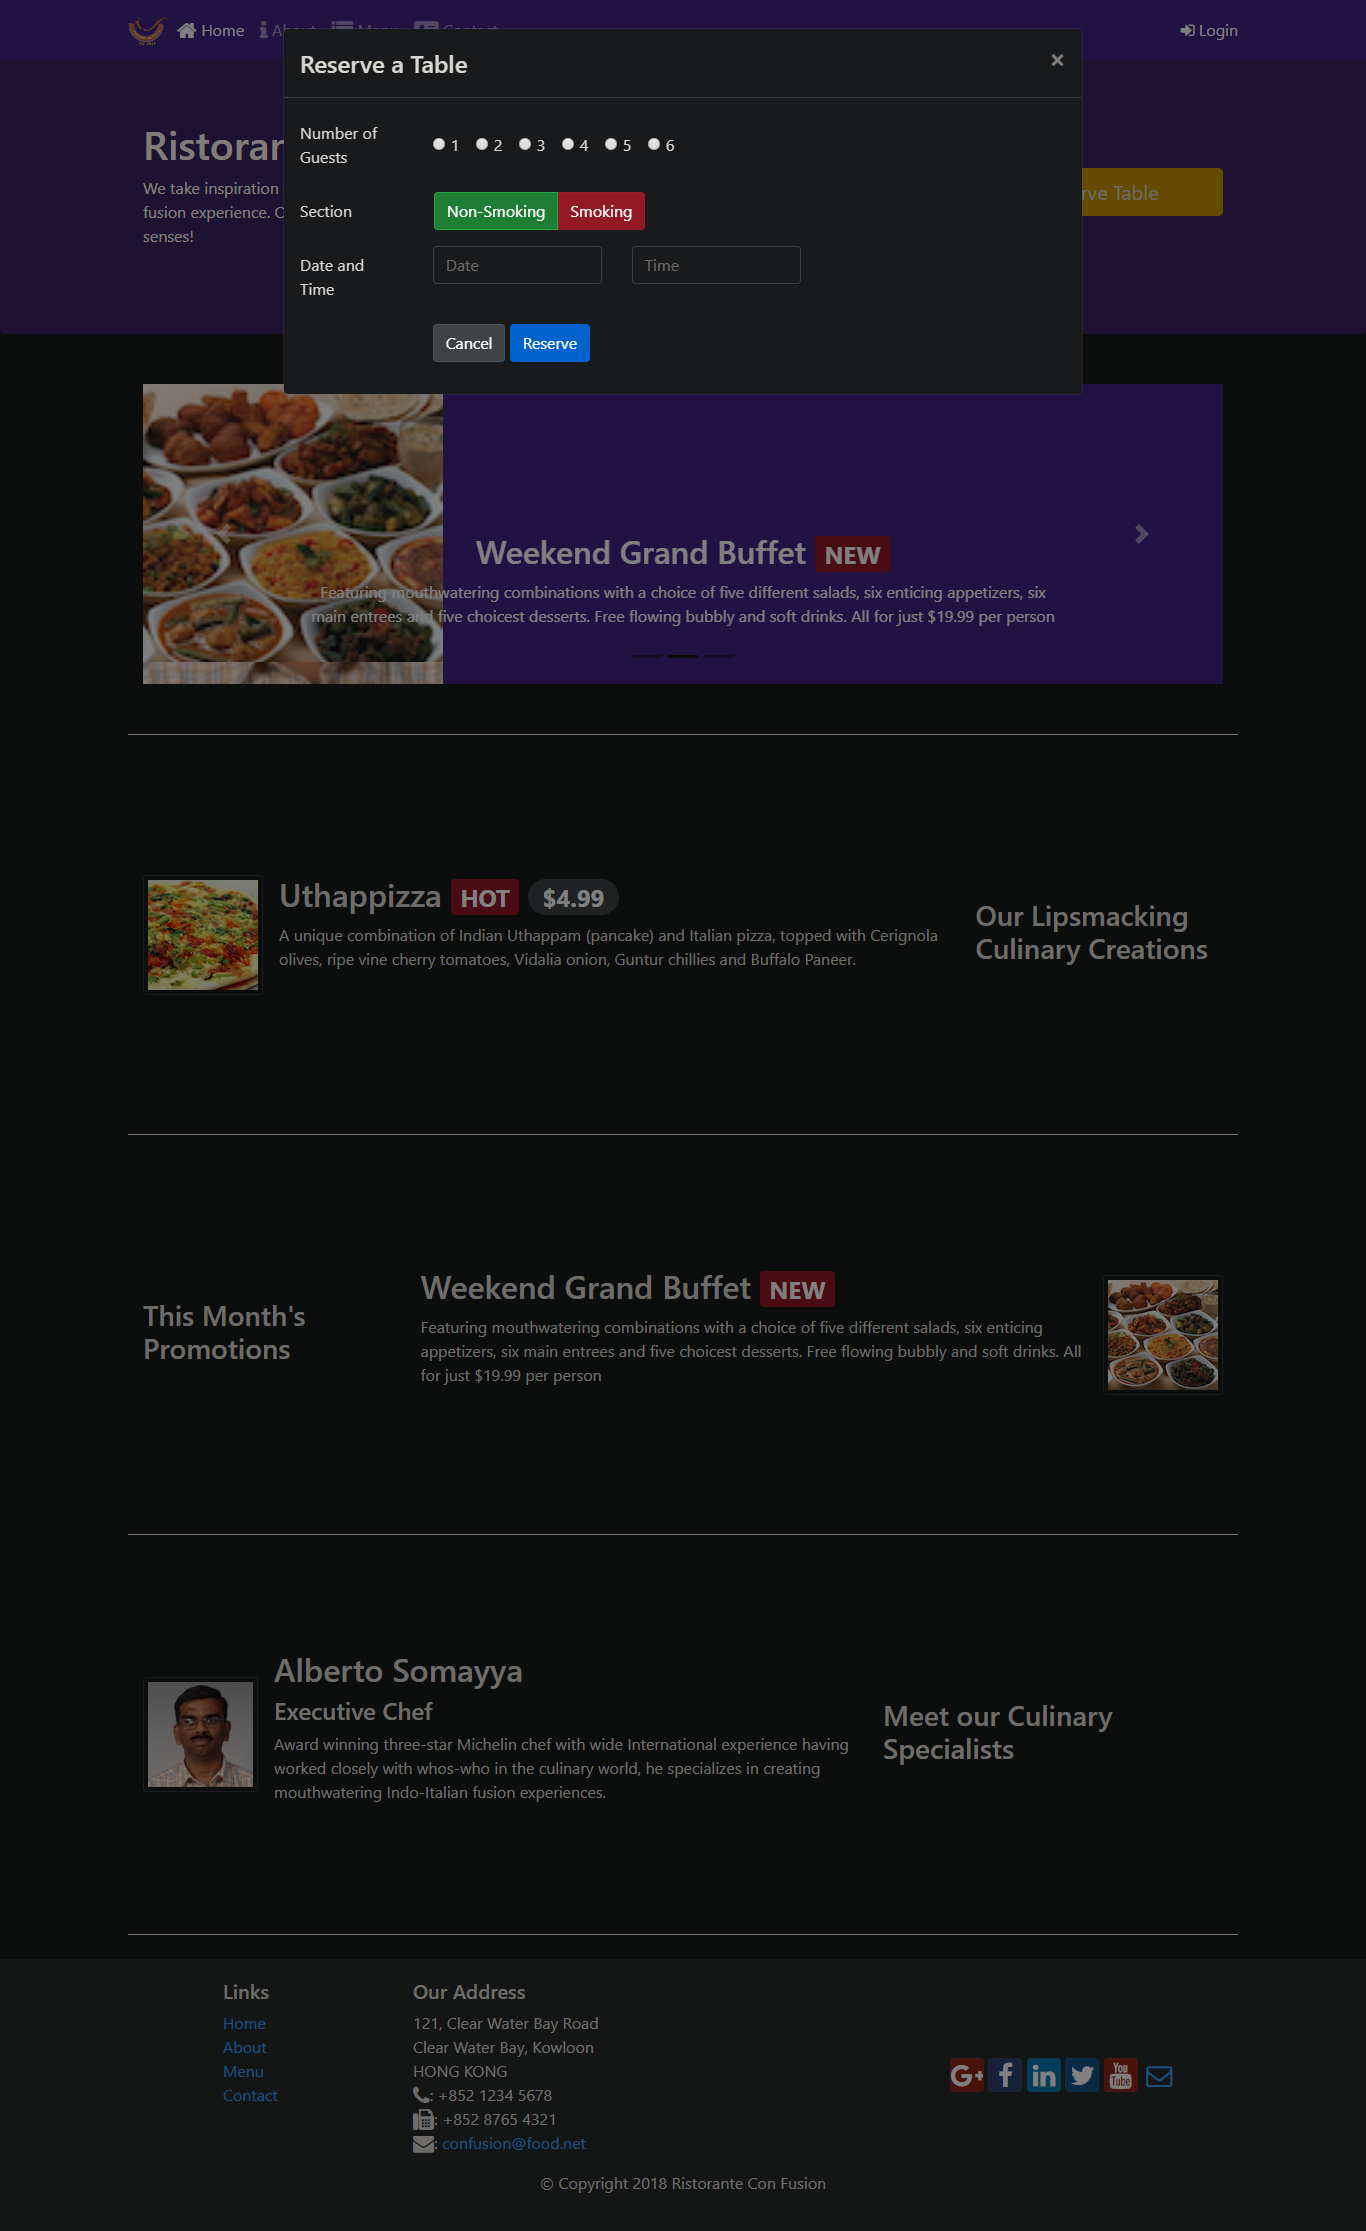 Home
Login
Reserve a Table
×
Number of
Guests
1 2 3 4 5 6
Section
Non-Smoking Smoking
Date and
Time
Date
Time
Cancel Reserve
We take inspiration
fusion experience.
senses!
Table
Weekend Grand Buffet NEW
Featuring mouthwatering combinations with a choice of five different salads, six enticing appetizers, six
main entrees and five choicest desserts. Free flowing bubbly and soft drinks. All for just $19.99 per person
Uthappizza HOT $4.99
A unique combination of Indian Uthappam (pancake) and Italian pizza, topped with Cerignola
olives, ripe vine cherry tomatoes, Vidalia onion, Guntur chillies and Buffalo Paneer.
Our Lipsmacking
Culinary Creations
This Month's
Promotions
Weekend Grand Buffet NEW
Featuring mouthwatering combinations with a choice of five different salads, six enticing
appetizers, six main entrees and five choicest desserts. Free flowing bubbly and soft drinks. All
for just $19.99 per person
Alberto Somayya
Executive Chef
Award winning three-star Michelin chef with wide International experience having
worked closely with whos-who in the culinary world, he specializes in creating
mouthwatering Indo-Italian fusion experiences.
Meet our Culinary
Specialists
Links
Home
About
Menu
Contact
Our Address
121, Clear Water Bay Road
Clear Water Bay, Kowloon
HONG KONG
: +852 1234 5678
: +852 8765 4321
: confusion@food.net
You
Tube
© Copyright 2018 Ristorante Con Fusion